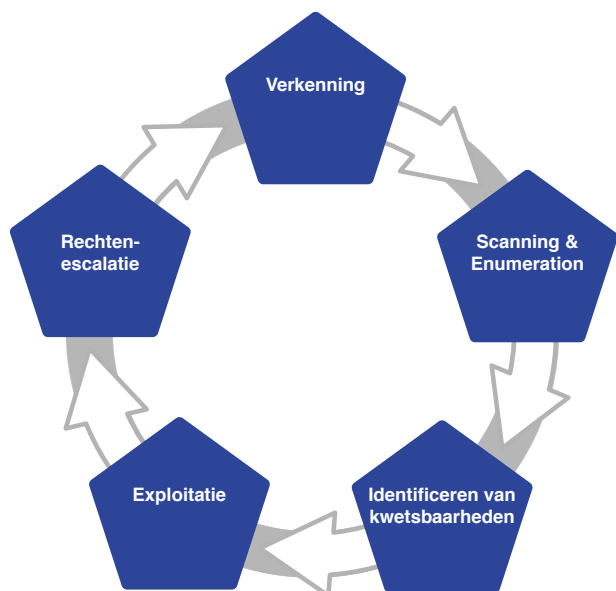 Verkenning
Scanning &
Enumeration
Identificeren van
kwetsbaarheden
Exploitatie
Rechten-
escalatie